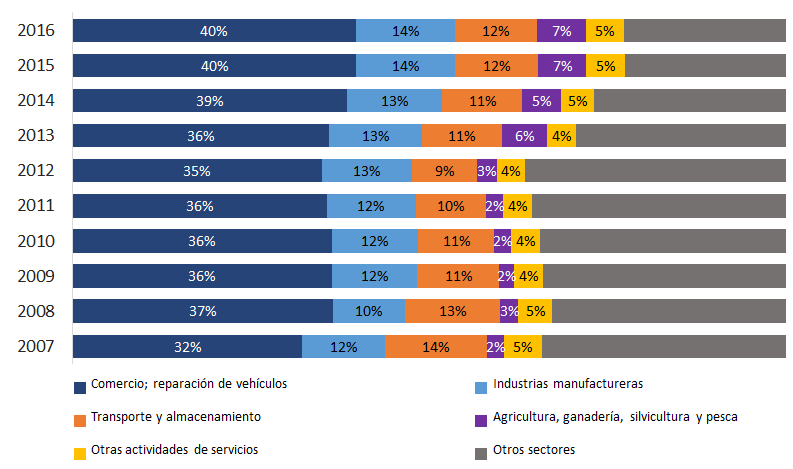 2016 40% 14% 12% 7% 5%
2015 40% 14% 12% 7% 5%
2014 39% 13% 11% 5% 5%
2013 36% 13% 11% 6% 4%
2012 35% 13% 9% 3% 4%
2011 36% 12% 10% 2% 4%
2010 36% 12% 11% 2% 4%
2009 36% 12% 11% 2% 4%
2008 37% 10% 13% 3% 5%
2007 32% 12% 14% 2% 5%
Comercio; reparación de vehículos Industrias manufactureras
Transporte y almacenamiento Agricultura, ganadería, silvicultura y pesca
Otras actividades de servicios Otros sectores